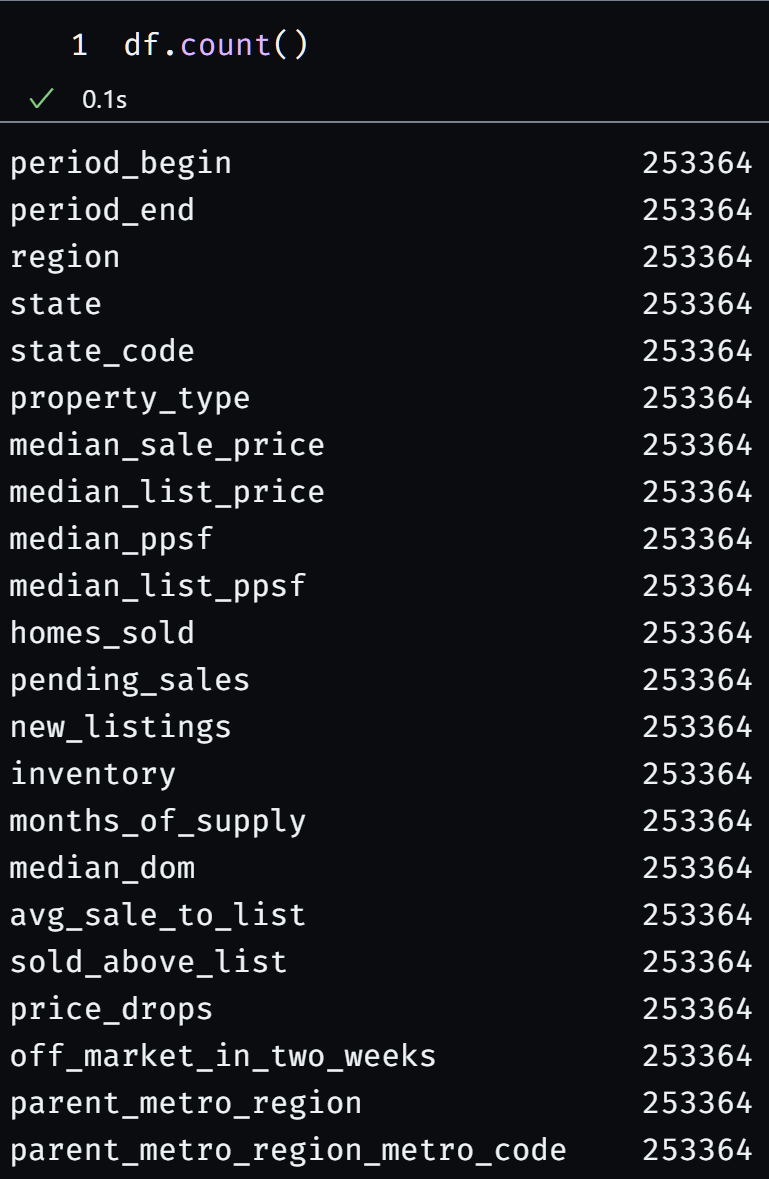 1 df.count()
✓ 0.1s
period_begin 253364
period_end 253364
region 253364
state 253364
state_code 253364
property_type 253364
median_sale_price 253364
median_list_price 253364
median_ppsf 253364
median_list_ppsf 253364
homes_sold 253364
pending_sales 253364
new_listings 253364
inventory 253364
months_of_supply 253364
median_dom 253364
avg_sale_to_list 253364
sold_above_list 253364
price_drops 253364
off_market_in_two_weeks 253364
parent_metro_region 253364
parent_metro_region_metro_code 253364